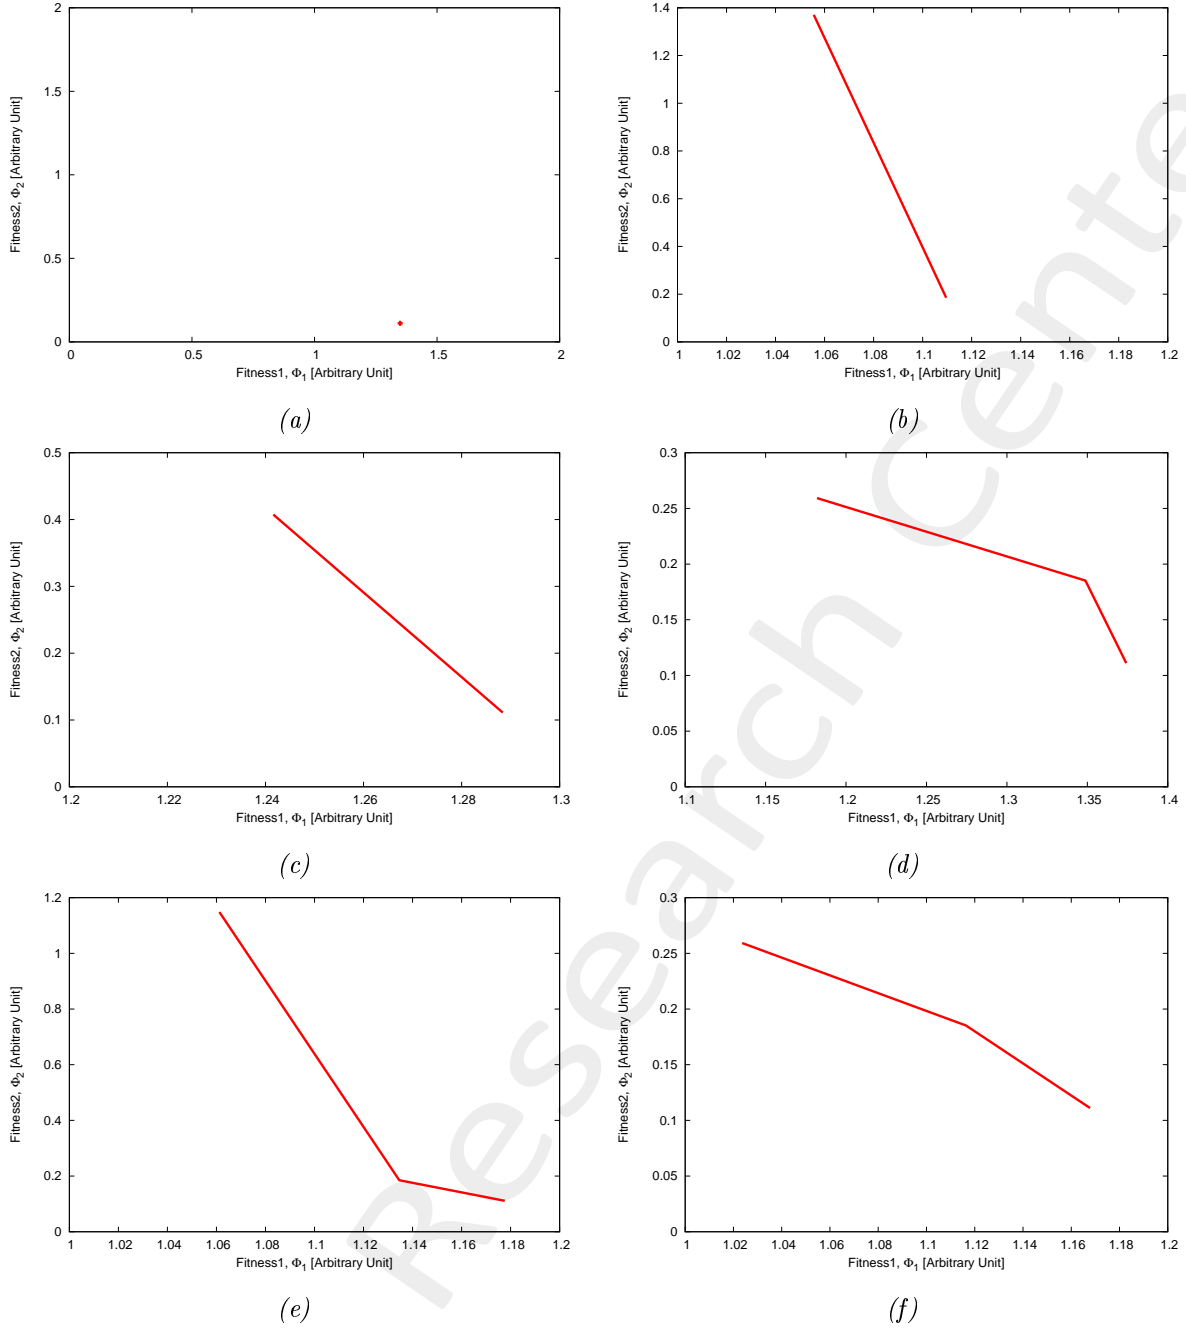 2
1.5
1
0.5
0
0 0.5 1 1.5 2
Fitness2, Φ2 [Arbitrary Unit]
Fitness1, Φ1 [Arbitrary Unit]
(a)
1.4
1.2
1
0.8
0.6
0.4
0.2
0
1 1.02 1.04 1.06 1.08 1.1 1.12 1.14 1.16 1.18 1.2
Fitness2, Φ2 [Arbitrary Unit]
Fitness1, Φ1 [Arbitrary Unit]
(b)
0.5
0.4
0.3
0.2
0.1
0
1.2 1.22 1.24 1.26 1.28 1.3
Fitness2, Φ2 [Arbitrary Unit]
Fitness1, Φ1 [Arbitrary Unit]
(c)
0.3
0.25
0.2
0.15
0.1
0.05
0
1.1 1.15 1.2 1.25 1.3 1.35 1.4
Fitness2, Φ2 [Arbitrary Unit]
Fitness1, Φ1 [Arbitrary Unit]
(d)
1.2
1
0.8
0.6
0.4
0.2
0
1 1.02 1.04 1.06 1.08 1.1 1.12 1.14 1.16 1.18 1.2
Fitness2, Φ2 [Arbitrary Unit]
Fitness1, Φ1 [Arbitrary Unit]
(e)
0.3
0.25
0.2
0.15
0.1
0.05
0
1 1.02 1.04 1.06 1.08 1.1 1.12 1.14 1.16 1.18 1.2
Fitness2, Φ2 [Arbitrary Unit]
Fitness1, Φ1 [Arbitrary Unit]
(f)
Research Cente